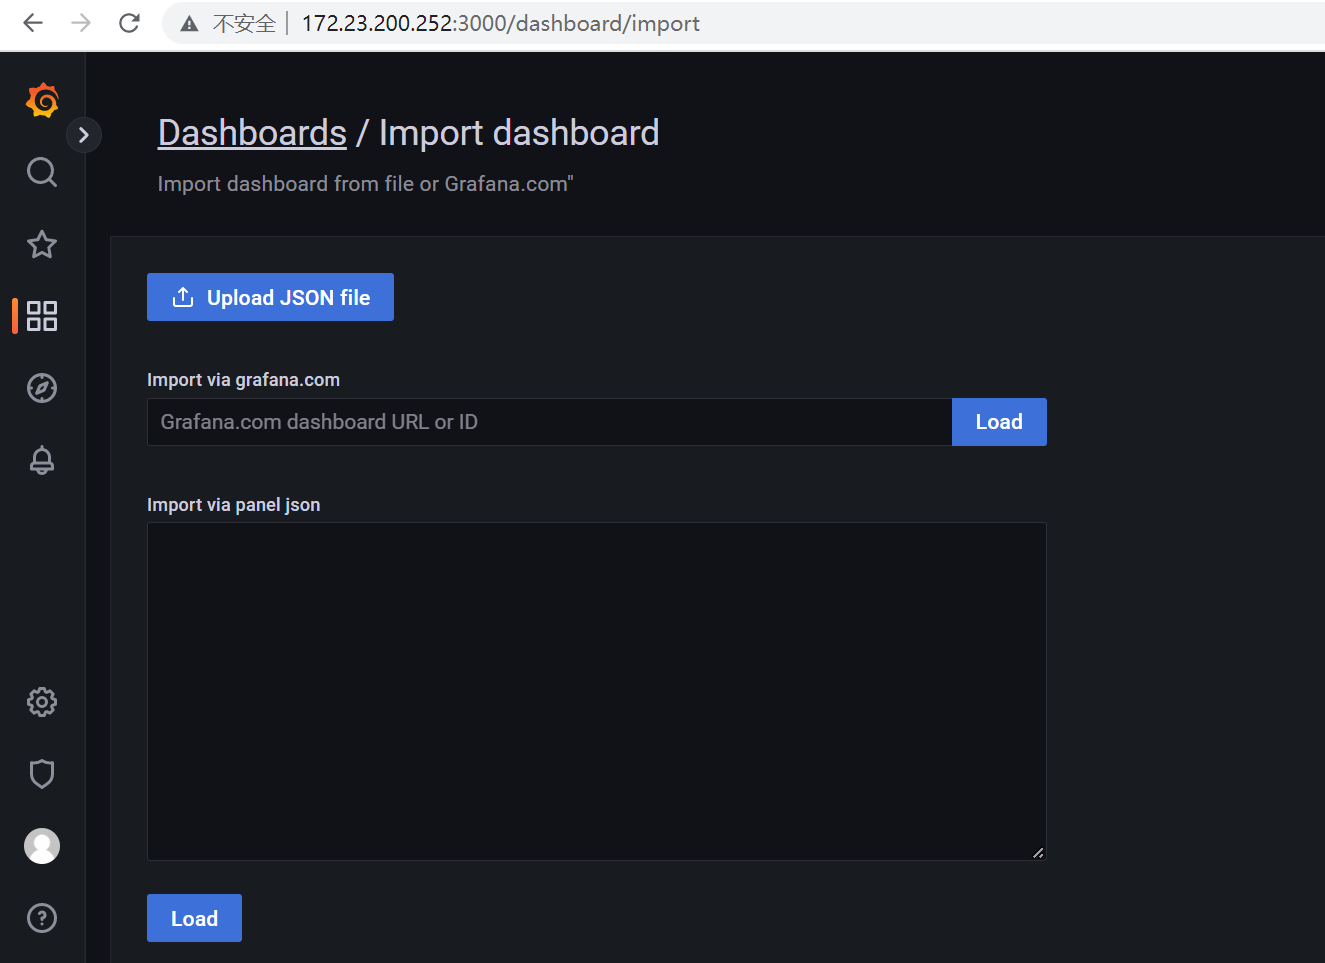 不安全 172.23.200.252:3000/dashboard/import
Dashboards / Import dashboard
Import dashboard from file or Grafana.com"
Upload JSON file
Import via grafana.com
Grafana.com dashboard URL or ID
Load
Import via panel json
Load